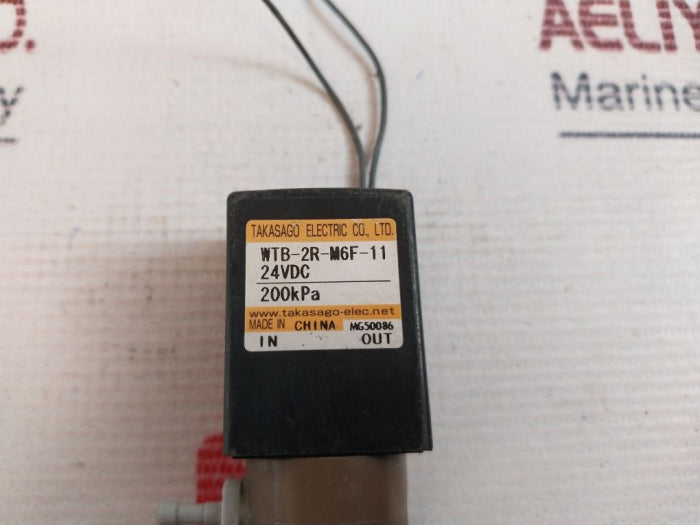 D.
y
AELIY
Marine
TAKASAGO ELECTRIC CO., LTD.
WTB-2R-M6F-11
24VDC
200kPa
www.takasago-elec.net
MADE IN CHINA MG50086
IN OUT